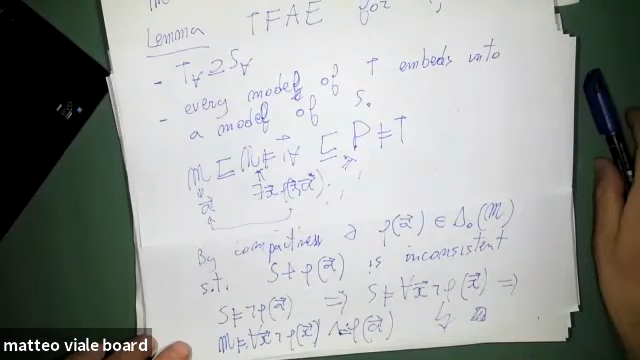 Lemma TFAE for
- T∀ ⊇ S∀
- every model of T embeds into
a model of S.
∃x⃗ φ(x⃗,a⃗)
By compactness ∃ φ(a⃗) ∈ Δ₀(M)
s.t. S + φ(a⃗) is inconsistent
S ⊨ ¬φ(a⃗) ⇒ S ⊨ ∀x⃗ ¬φ(x⃗) ⇒
M ⊨ ∀x⃗ ¬φ(x⃗) ∧ φ(a⃗)
matteo viale board